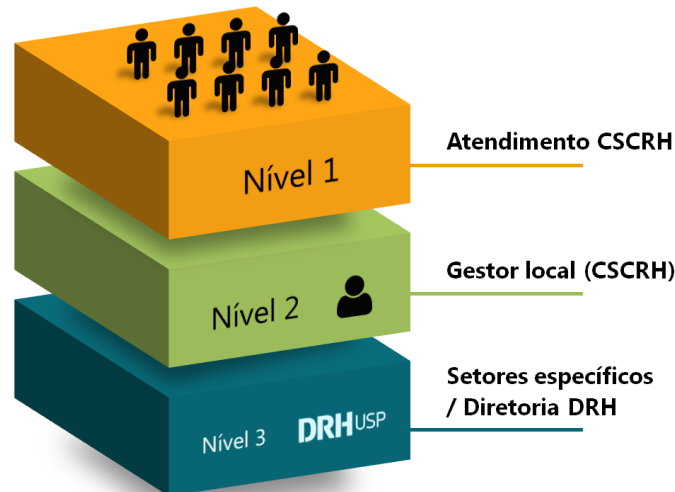 Nível 1
Atendimento CSCRH
Nível 2
Gestor local (CSCRH)
Nível 3
DRHUSP
Setores específicos
/ Diretoria DRH